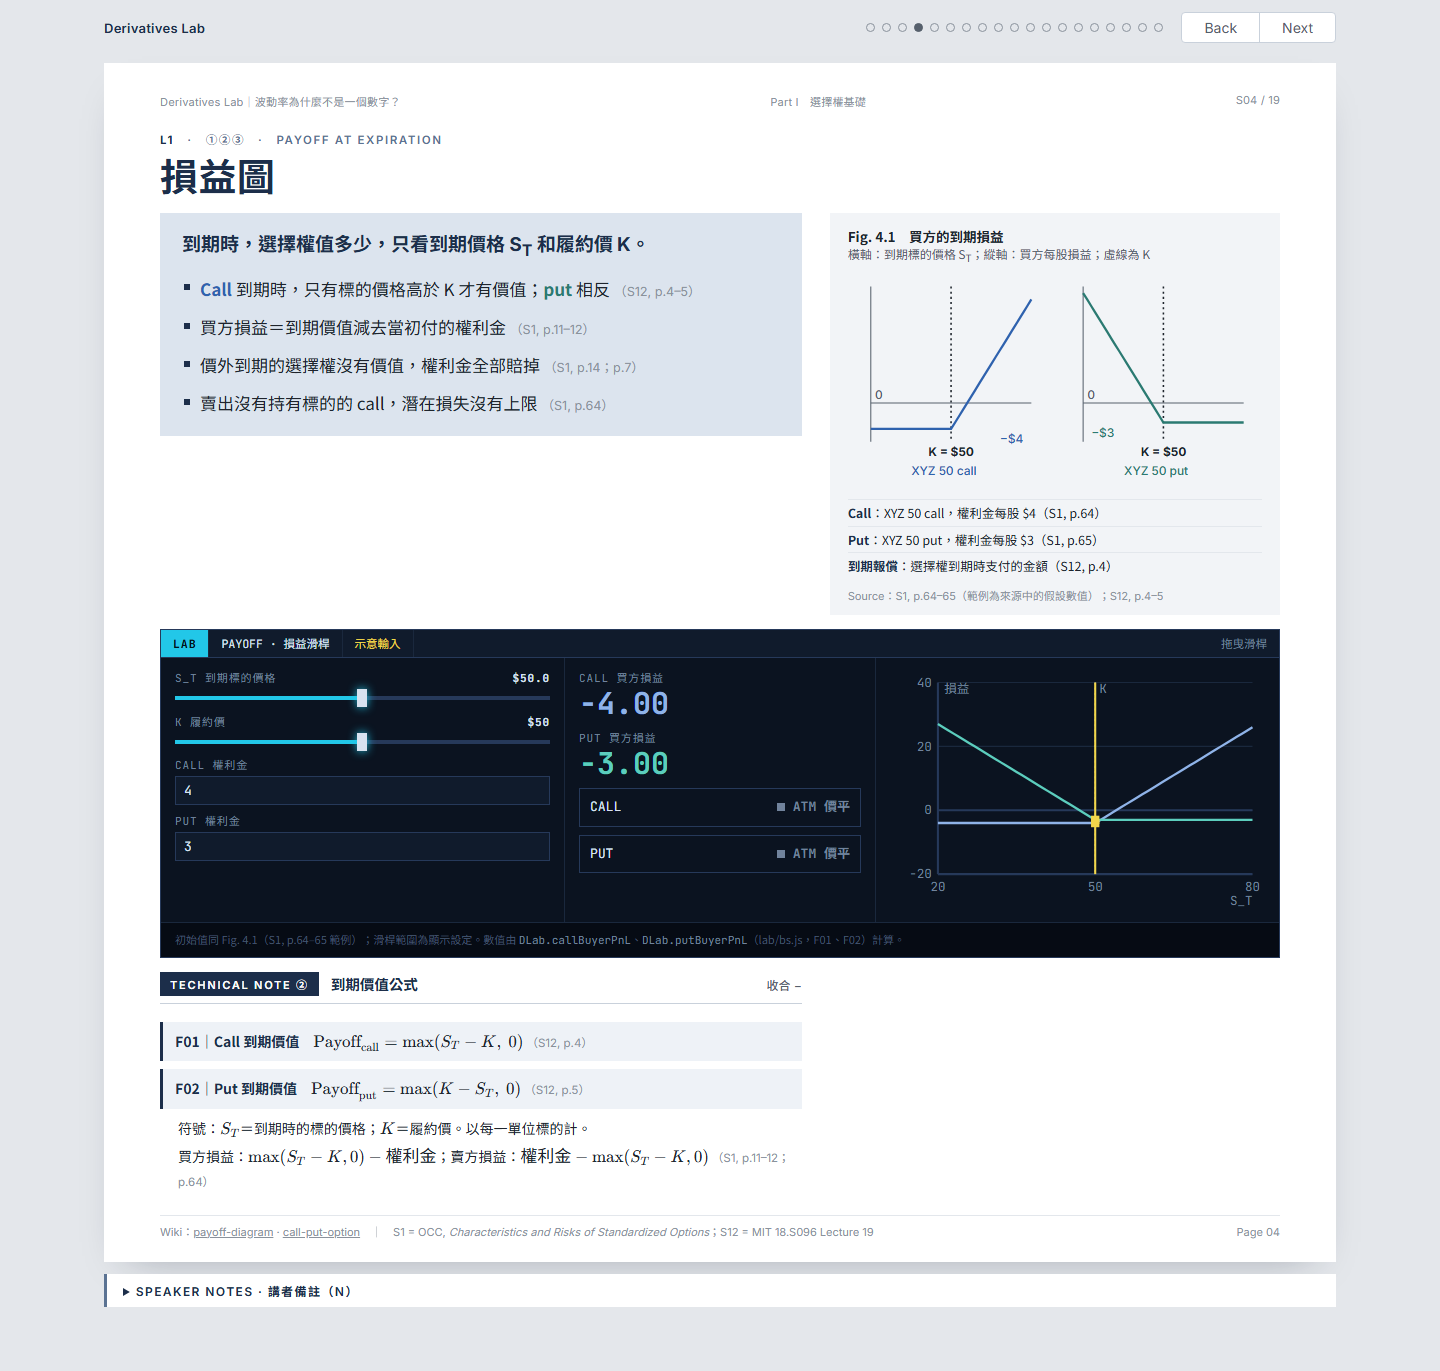 Derivatives Lab
Back
Next
Derivatives Lab｜波動率為什麼不是一個數字？
Part I　選擇權基礎
S04 / 19
L1 · ①②③ · PAYOFF AT EXPIRATION
損益圖
到期時，選擇權值多少，只看到期價格 S_T 和履約價 K。
Call 到期時，只有標的價格高於 K 才有價值；put 相反 （S12, p.4–5）
買方損益＝到期價值減去當初付的權利金 （S1, p.11–12）
價外到期的選擇權沒有價值，權利金全部賠掉 （S1, p.14；p.7）
賣出沒有持有標的的 call，潛在損失沒有上限 （S1, p.64）
Fig. 4.1　買方的到期損益
橫軸：到期標的價格 S_T；縱軸：買方每股損益；虛線為 K
0
−$4
K = $50
XYZ 50 call
0
−$3
K = $50
XYZ 50 put
Call：XYZ 50 call，權利金每股 $4（S1, p.64）
Put：XYZ 50 put，權利金每股 $3（S1, p.65）
到期報償：選擇權到期時支付的金額（S12, p.4）
Source：S1, p.64–65（範例為來源中的假設數值）；S12, p.4–5
LAB
PAYOFF · 損益滑桿
示意輸入
拖曳滑桿
S_T 到期標的價格
$50.0
K 履約價
$50
CALL 權利金
4
PUT 權利金
3
CALL 買方損益
-4.00
PUT 買方損益
-3.00
CALL
■ ATM 價平
PUT
■ ATM 價平
損益
K
40
20
0
-20
20
50
80
S_T
初始值同 Fig. 4.1（S1, p.64–65 範例）；滑桿範圍為顯示設定。數值由 DLab.callBuyerPnL、DLab.putBuyerPnL（lab/bs.js，F01、F02）計算。
TECHNICAL NOTE ②
到期價值公式
收合 −
F01｜Call 到期價值　Payoff_call = max(S_T − K, 0) （S12, p.4）
F02｜Put 到期價值　Payoff_put = max(K − S_T, 0) （S12, p.5）
符號：S_T＝到期時的標的價格；K＝履約價。以每一單位標的計。
買方損益：max(S_T − K, 0) − 權利金；賣方損益：權利金 − max(S_T − K, 0) （S1, p.11–12；
p.64）
Wiki：payoff-diagram · call-put-option ｜ S1 = OCC, Characteristics and Risks of Standardized Options；S12 = MIT 18.S096 Lecture 19
Page 04
▶ SPEAKER NOTES · 講者備註（N）